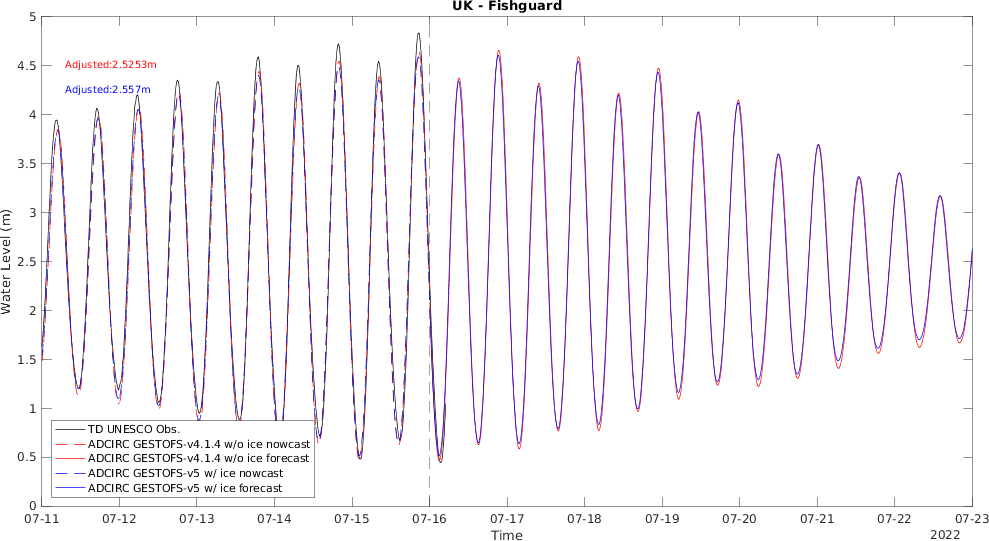 UK - Fishguard
5
4.5
4
3.5
3
2.5
2
1.5
1
0.5
0
Water Level (m)
Adjusted:2.5253m
Adjusted:2.557m
TD UNESCO Obs.
ADCIRC GESTOFS-v4.1.4 w/o ice nowcast
ADCIRC GESTOFS-v4.1.4 w/o ice forecast
ADCIRC GESTOFS-v5 w/ ice nowcast
ADCIRC GESTOFS-v5 w/ ice forecast
07-11 07-12 07-13 07-14 07-15 07-16 07-17 07-18 07-19 07-20 07-21 07-22 07-23
Time
2022